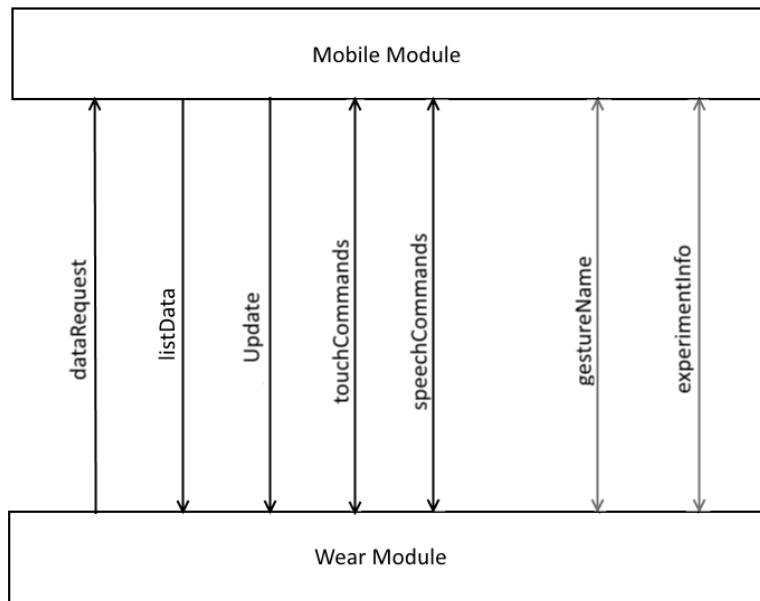 Mobile Module
dataRequest
listData
Update
touchCommands
speechCommands
gestureName
experimentInfo
Wear Module